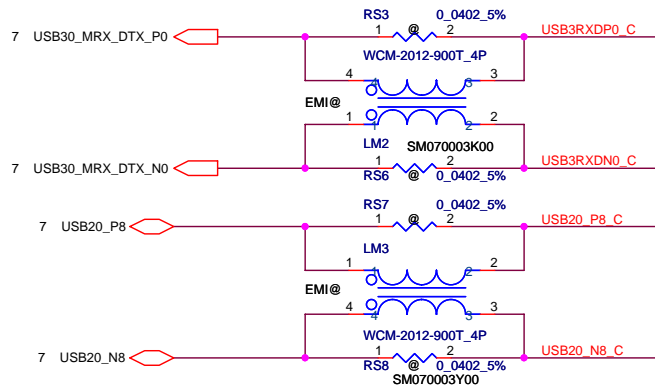 RS3 0_0402_5%
7 USB30_MRX_DTX_P0 1 @ 2 USB3RXDP0_C
WCM-2012-900T_4P
4 4 3 3
EMI@
1 1 2 2
LM2 SM070003K00
7 USB30_MRX_DTX_N0 1 2 USB3RXDN0_C
RS6 @ 0_0402_5%
RS7 0_0402_5%
7 USB20_P8 1 @ 2 USB20_P8_C
LM3
1 1 2 2
EMI@
4 4 3 3
WCM-2012-900T_4P
7 USB20_N8 1 2 USB20_N8_C
RS8 @ 0_0402_5%
SM070003Y00